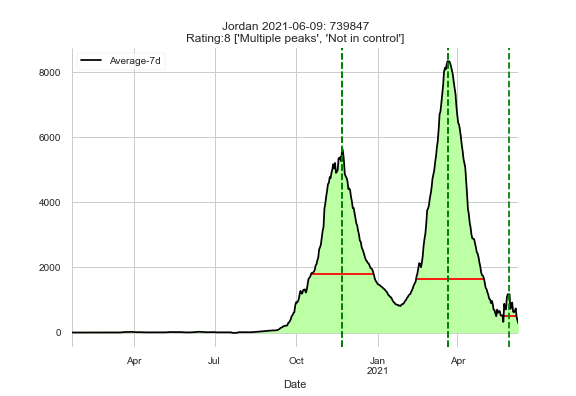 Jordan 2021-06-09: 739847
Rating:8 ['Multiple peaks', 'Not in control']
Average-7d
8000
6000
4000
2000
0
Apr
Jul
Oct
Jan
2021
Apr
Date